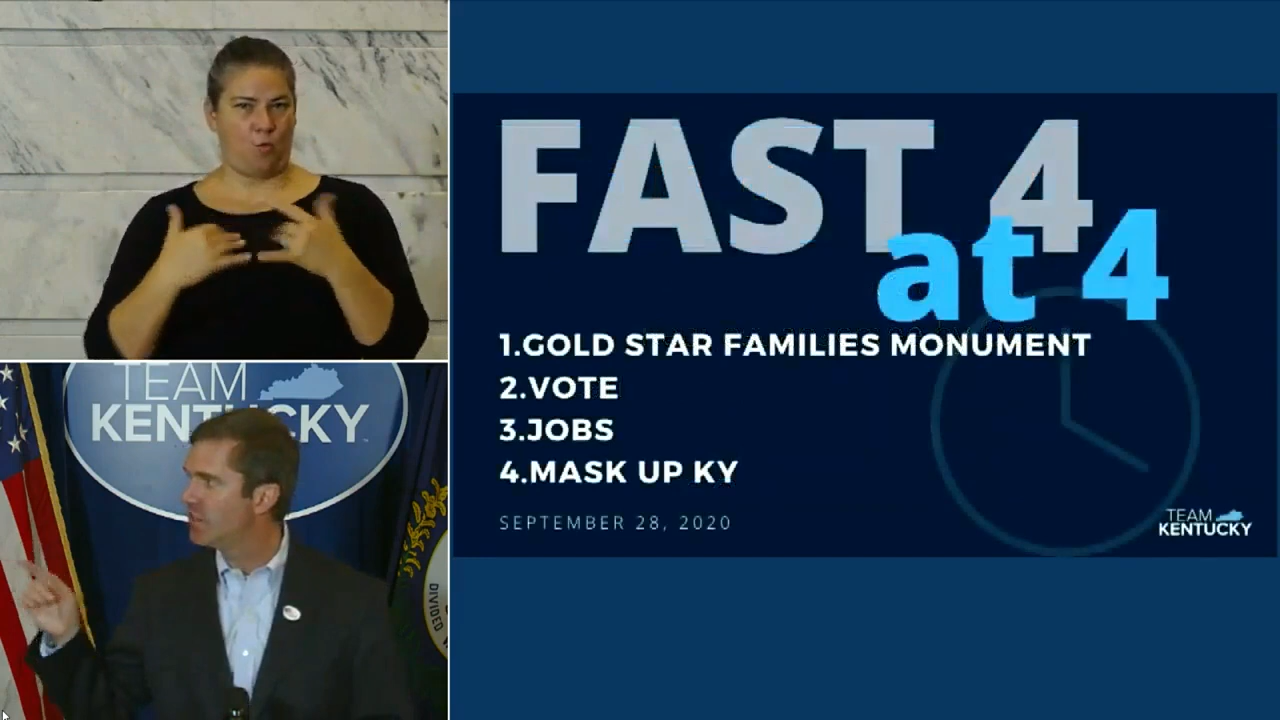 FAST 4
at 4
1.GOLD STAR FAMILIES MONUMENT
2.VOTE
3.JOBS
4.MASK UP KY
SEPTEMBER 28, 2020
TEAM
KENTUCKY
TEAM
KENTUCKY
DIVIDED